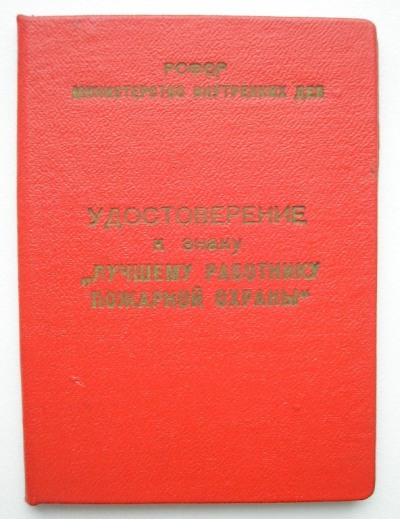 РСФСР
МИНИСТЕРСТВО ВНУТРЕННИХ ДЕЛ
УДОСТОВЕРЕНИЕ
к знаку
„ЛУЧШЕМУ РАБОТНИКУ
ПОЖАРНОЙ ОХРАНЫ“